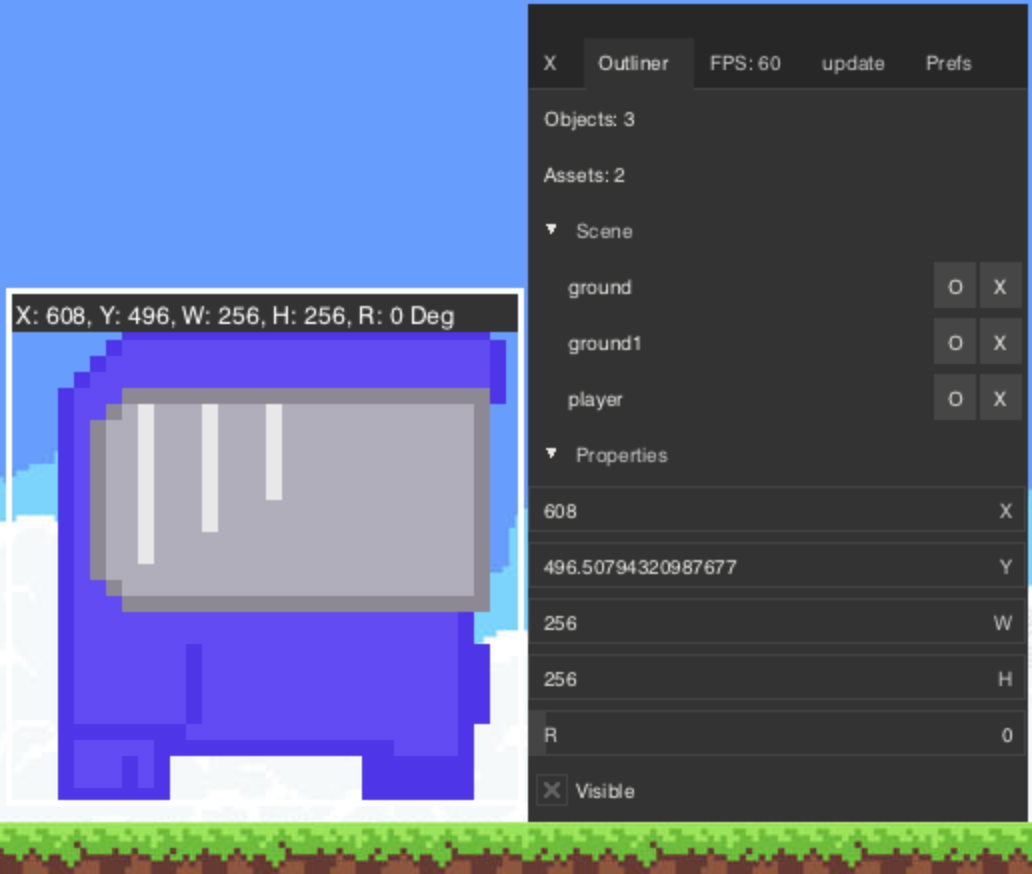 X: 608, Y: 496, W: 256, H: 256, R: 0 Deg
X Outliner FPS: 60 update Prefs
Objects: 3
Assets: 2
Scene
ground O X
ground1 O X
player O X
Properties
608 X
496.50794320987677 Y
256 W
256 H
R 0
Visible